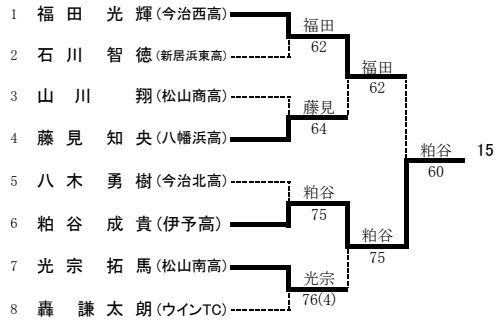 1 福田 光輝 (今治西高)
福田
62
2 石川 智徳 (新居浜東高)
福田
62
3 山川 翔 (松山商高)
藤見
64
4 藤見 知央 (八幡浜高)
粕谷 15
60
5 八木 勇樹 (今治北高)
粕谷
75
6 粕谷 成貴 (伊予高)
粕谷
75
7 光宗 拓馬 (松山南高)
光宗
76(4)
8 轟 謙太朗 (ウインTC)